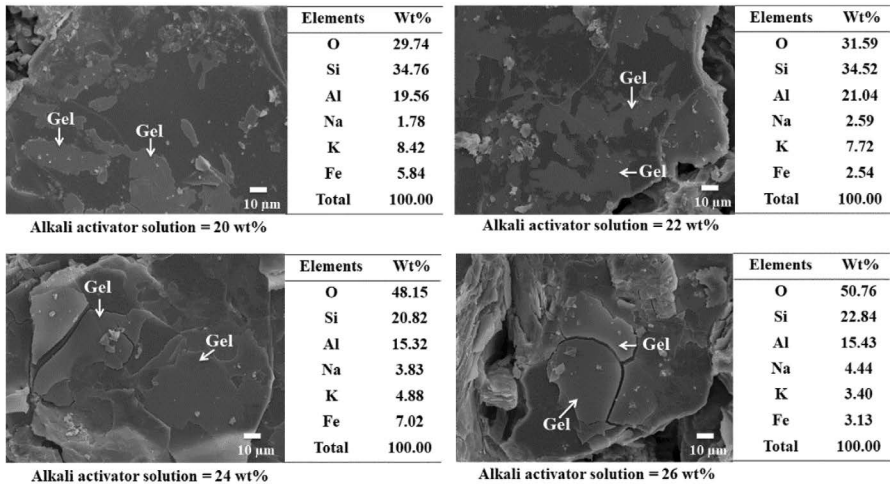 Elements Wt%
O 29.74
Si 34.76
Al 19.56
Na 1.78
K 8.42
Fe 5.84
Total 100.00
Gel
Gel
10 µm
Alkali activator solution = 20 wt%
Elements Wt%
O 31.59
Si 34.52
Al 21.04
Na 2.59
K 7.72
Fe 2.54
Total 100.00
Gel
Gel
10 µm
Alkali activator solution = 22 wt%
Elements Wt%
O 48.15
Si 20.82
Al 15.32
Na 3.83
K 4.88
Fe 7.02
Total 100.00
Gel
Gel
10 µm
Alkali activator solution = 24 wt%
Elements Wt%
O 50.76
Si 22.84
Al 15.43
Na 4.44
K 3.40
Fe 3.13
Total 100.00
Gel
Gel
10 µm
Alkali activator solution = 26 wt%